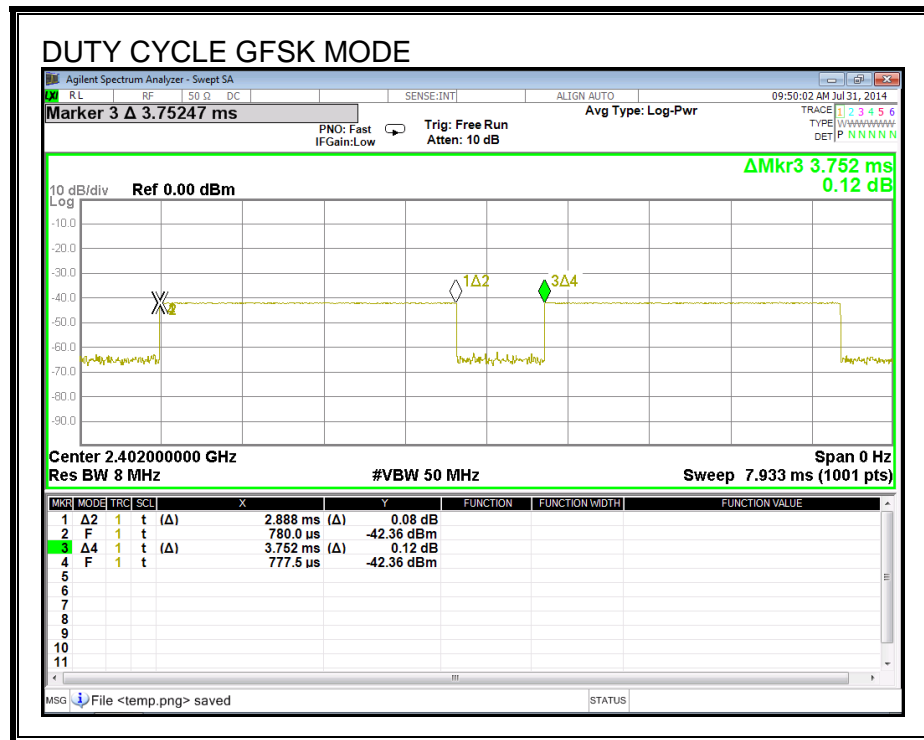 DUTY CYCLE GFSK MODE
Agilent Spectrum Analyzer - Swept SA
LXI RL RF 50 Ω DC SENSE:INT ALIGN AUTO 09:50:02 AM Jul 31, 2014
Marker 3 Δ 3.75247 ms
PNO: Fast
IFGain:Low
Trig: Free Run
Atten: 10 dB
Avg Type: Log-Pwr
TRACE 1 2 3 4 5 6
TYPE WWWWWWW
DET P N N N N N
ΔMkr3 3.752 ms
0.12 dB
10 dB/div Ref 0.00 dBm
Log
-10.0
-20.0
-30.0
1Δ2 3Δ4
-40.0
-50.0
-60.0
-70.0
-80.0
-90.0
Center 2.402000000 GHz Span 0 Hz
Res BW 8 MHz #VBW 50 MHz Sweep 7.933 ms (1001 pts)
MKR MODE TRC SCL X Y FUNCTION FUNCTION WIDTH FUNCTION VALUE
1 Δ2 1 t (Δ) 2.888 ms (Δ) 0.08 dB
2 F 1 t 780.0 µs -42.36 dBm
3 Δ4 1 t (Δ) 3.752 ms (Δ) 0.12 dB
4 F 1 t 777.5 µs -42.36 dBm
5
6
7
8
9
10
11
MSG File <temp.png> saved STATUS